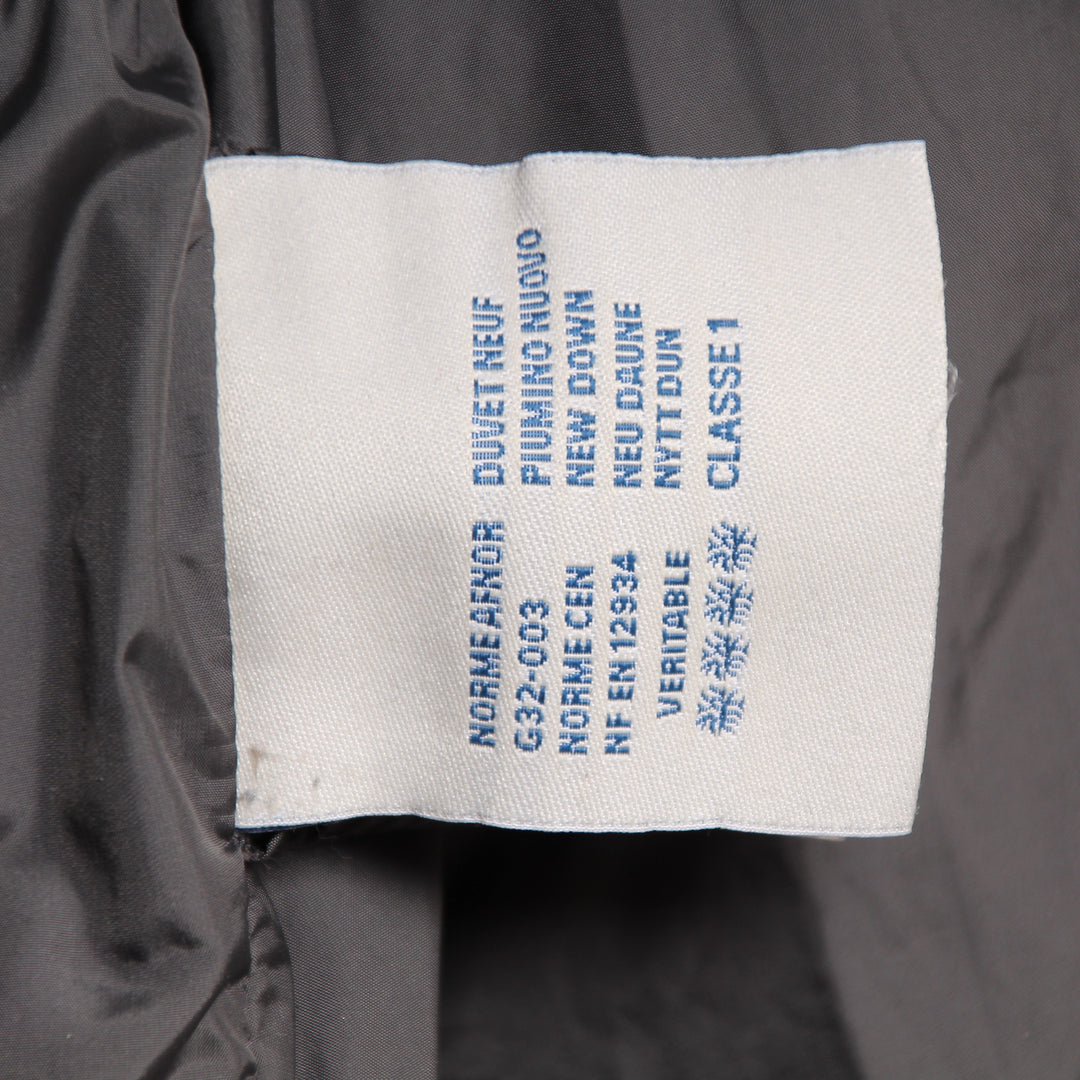 NORME AFNOR DUVET NEUF
G32-003 PIUMINO NUOVO
NORME CEN NEW DOWN
NF EN 12934 NEU DAUNE
VERITABLE NYTT DUN
CLASSE 1